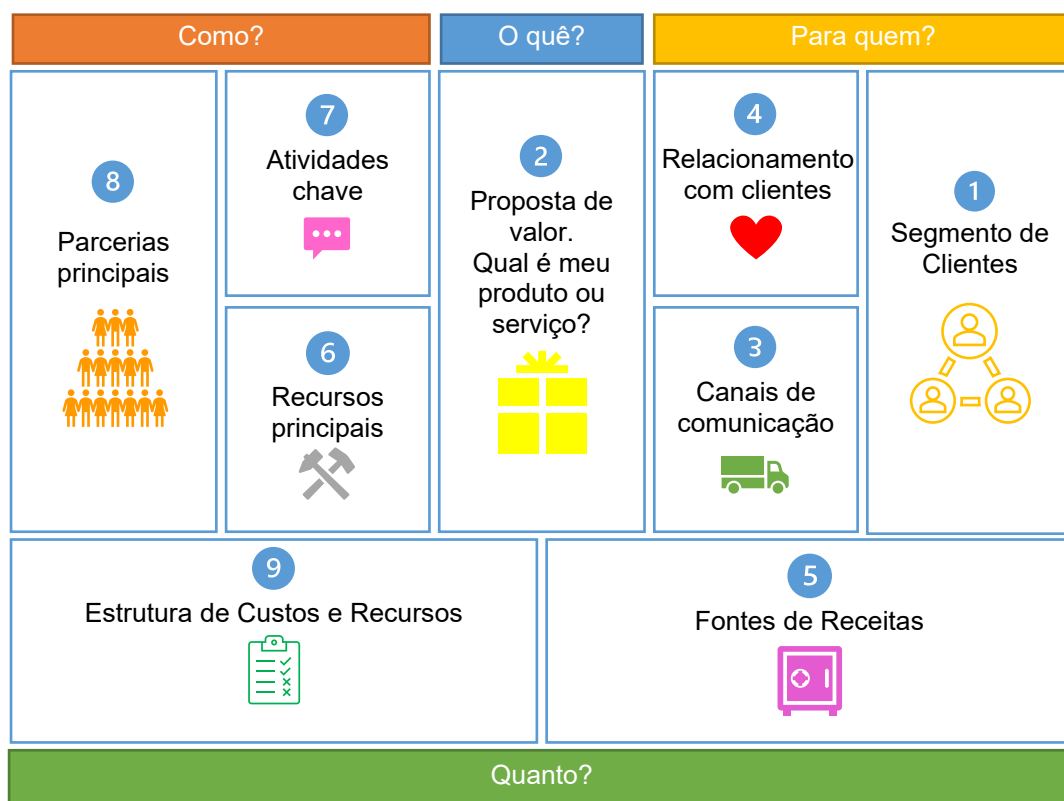 Como?
O quê?
Para quem?
8
Parcerias
principais
7
Atividades
chave
6
Recursos
principais
2
Proposta de
valor.
Qual é meu
produto ou
serviço?
4
Relacionamento
com clientes
3
Canais de
comunicação
1
Segmento de
Clientes
9
Estrutura de Custos e Recursos
5
Fontes de Receitas
Quanto?